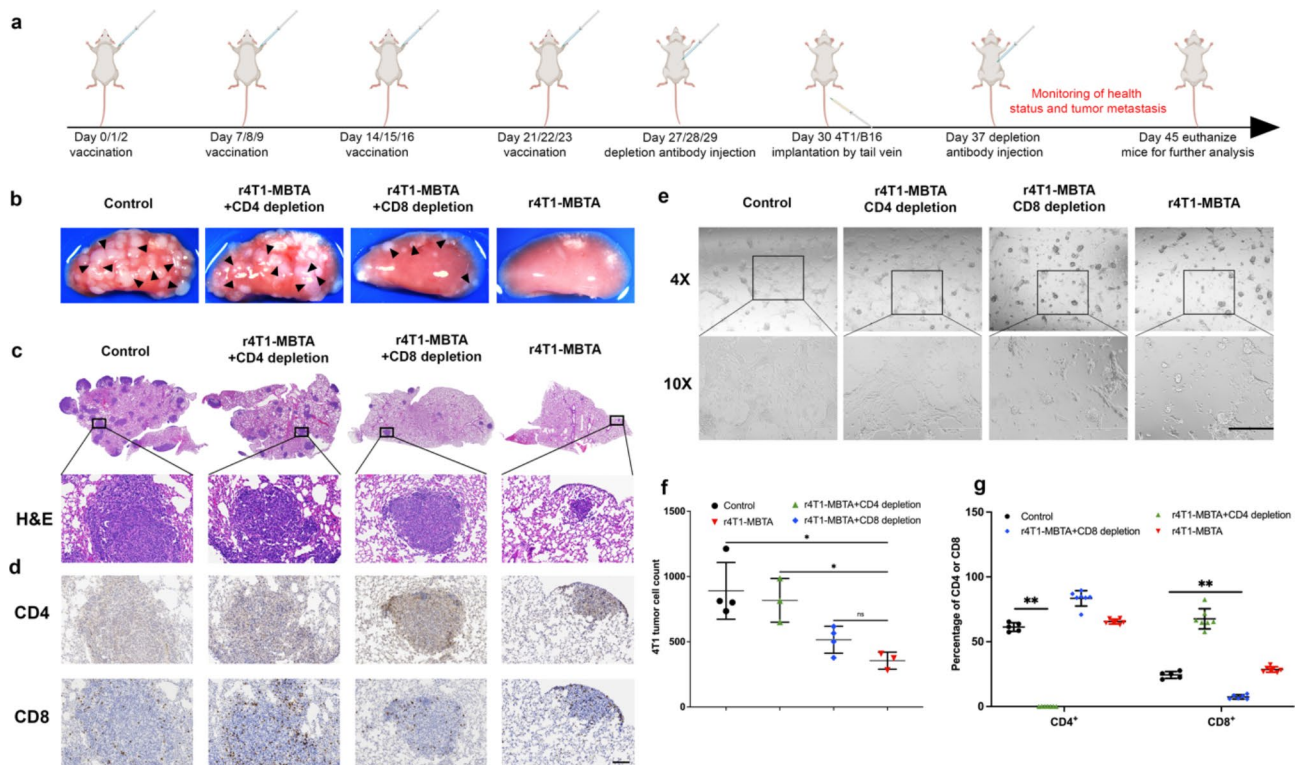 a
Monitoring of health
status and tumor metastasis
Day 0/1/2
vaccination
Day 7/8/9
vaccination
Day 14/15/16
vaccination
Day 21/22/23
vaccination
Day 27/28/29
depletion antibody injection
Day 30 4T1/B16
implantation by tail vein
Day 37 depletion
antibody injection
Day 45 euthanize
mice for further analysis
b
Control
r4T1-MBTA
+CD4 depletion
r4T1-MBTA
+CD8 depletion
r4T1-MBTA
c
Control
r4T1-MBTA
+CD4 depletion
r4T1-MBTA
+CD8 depletion
r4T1-MBTA
H&E
d
CD4
CD8
e
Control
r4T1-MBTA
CD4 depletion
r4T1-MBTA
CD8 depletion
r4T1-MBTA
4X
10X
f
Control
r4T1-MBTA
r4T1-MBTA+CD4 depletion
r4T1-MBTA+CD8 depletion
4T1 tumor cell count
1500
1000
500
0
*
*
ns
g
Control
r4T1-MBTA+CD8 depletion
r4T1-MBTA+CD4 depletion
r4T1-MBTA
Percentage of CD4 or CD8
150
100
50
0
**
**
CD4+
CD8+